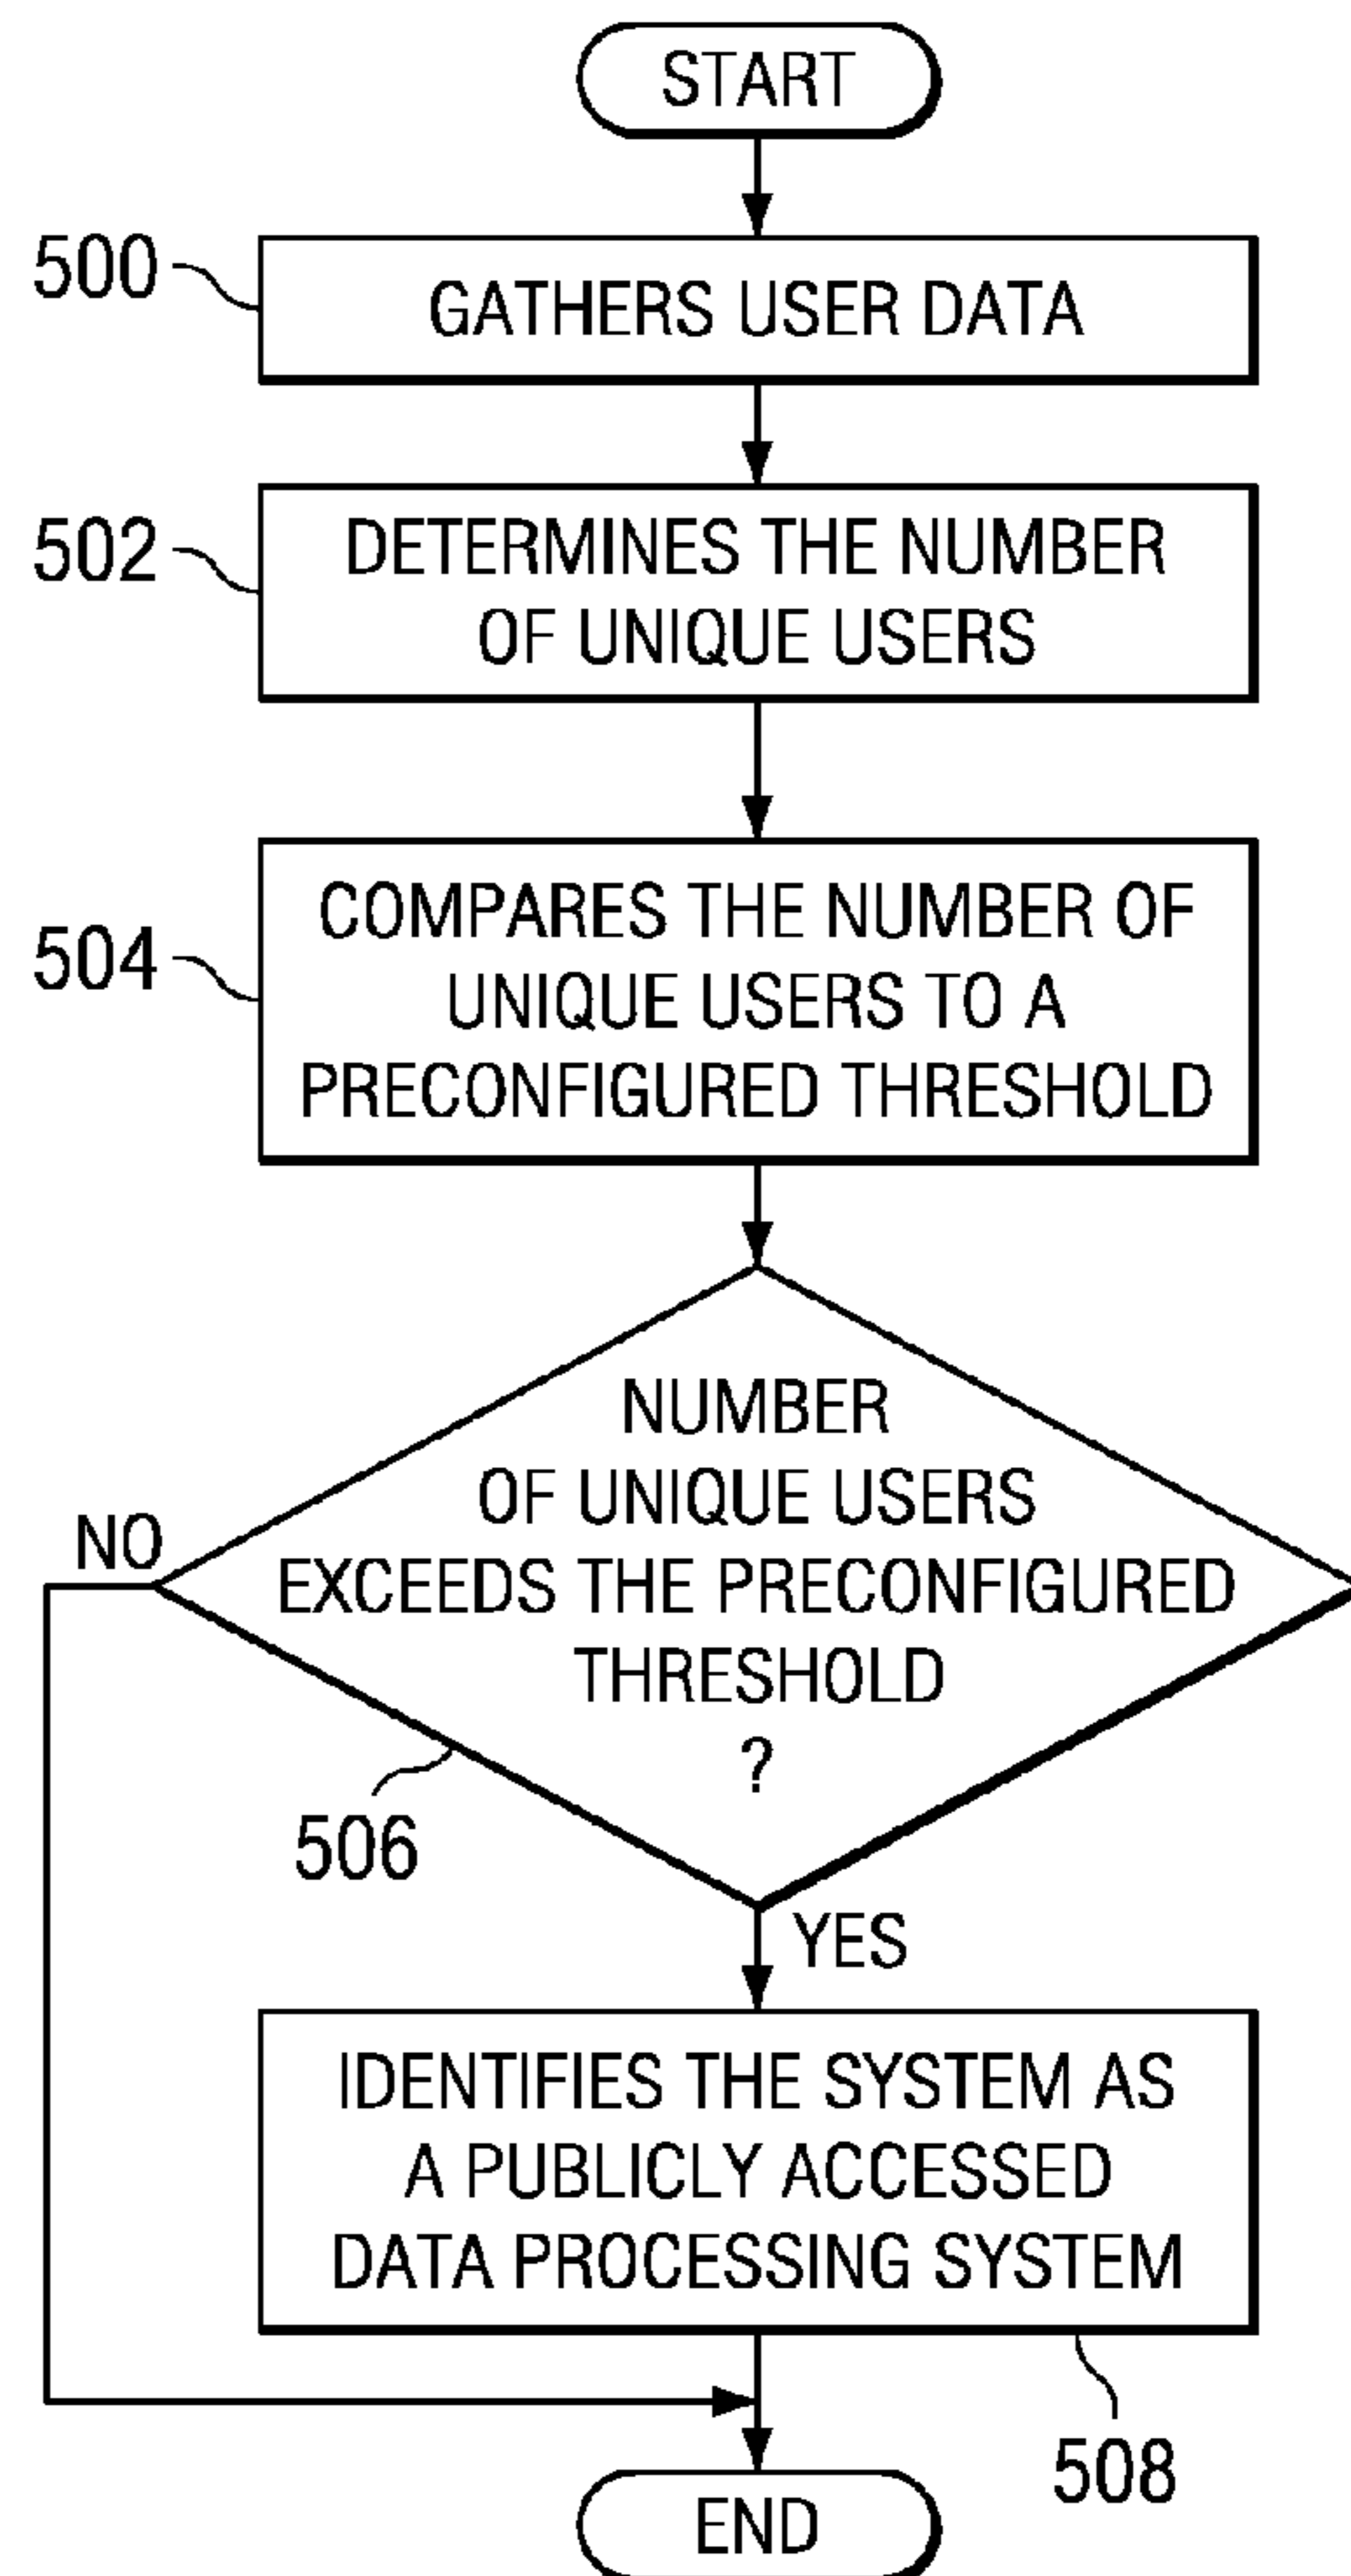 START
500
GATHERS USER DATA
502
DETERMINES THE NUMBER
OF UNIQUE USERS
504
COMPARES THE NUMBER OF
UNIQUE USERS TO A
PRECONFIGURED THRESHOLD
NUMBER
OF UNIQUE USERS
EXCEEDS THE PRECONFIGURED
THRESHOLD
?
NO
506
YES
IDENTIFIES THE SYSTEM AS
A PUBLICLY ACCESSED
DATA PROCESSING SYSTEM
508
END